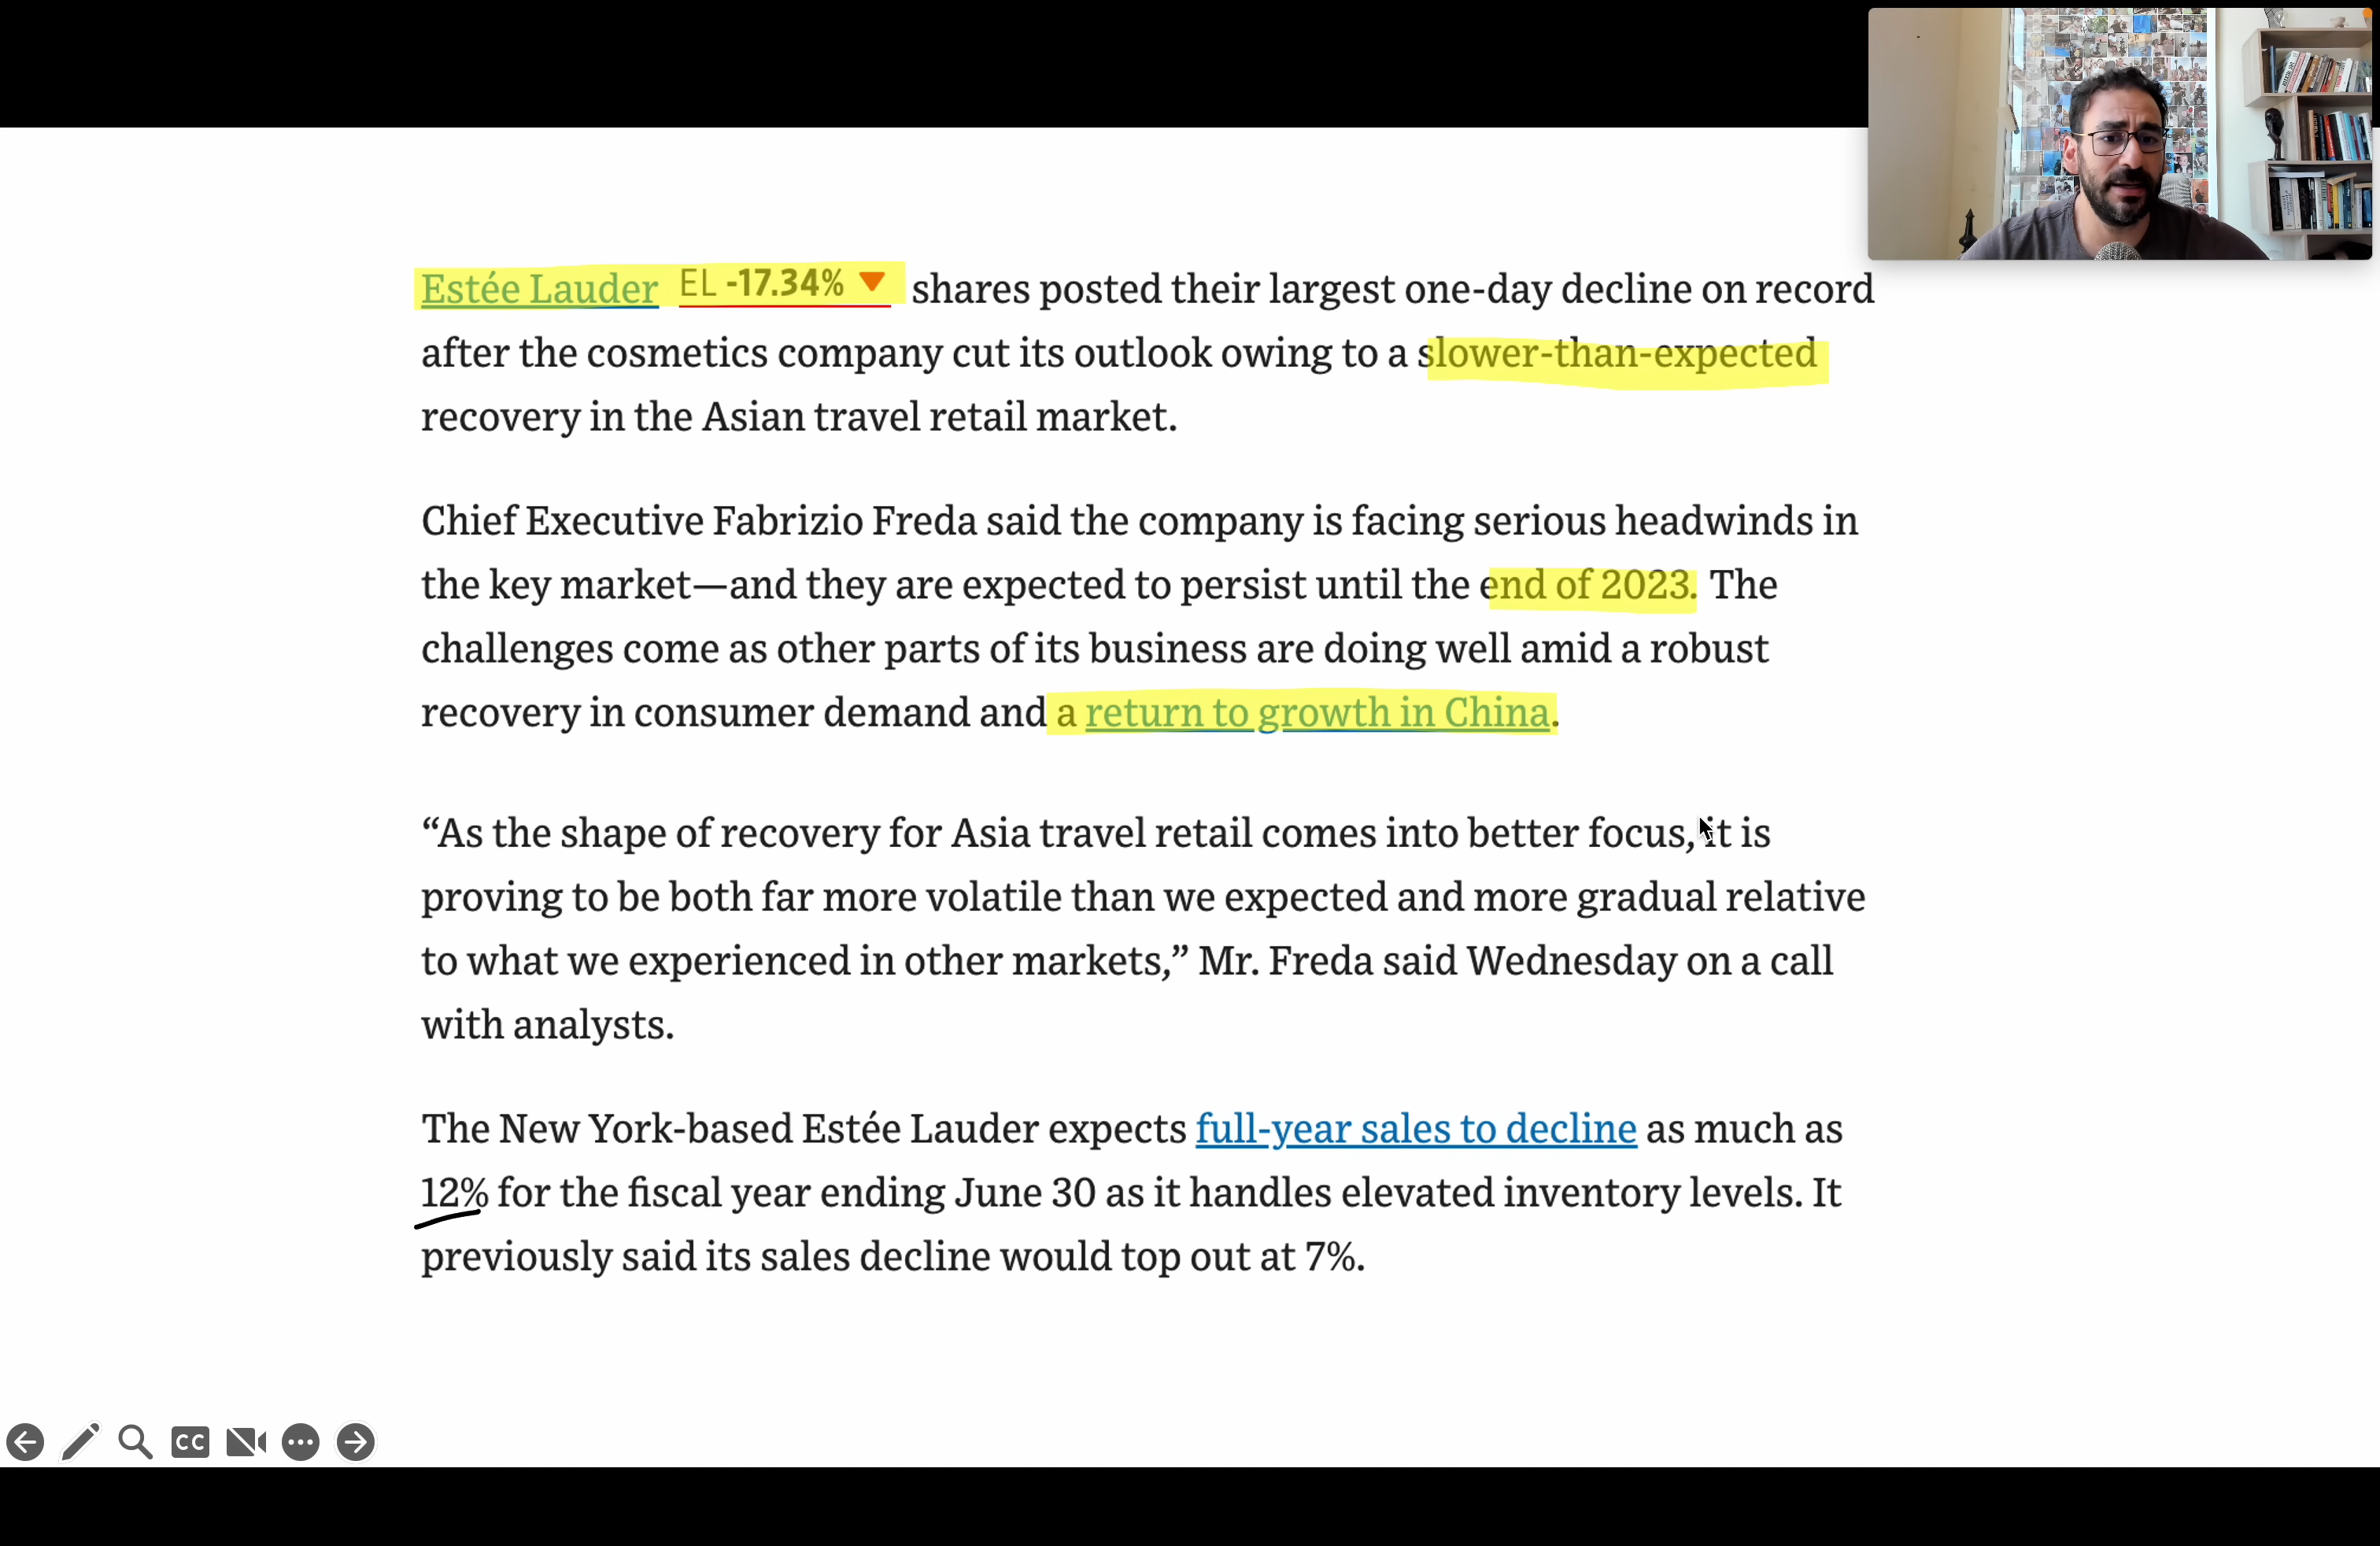 Estée Lauder EL -17.34% ▼ shares posted their largest one-day decline on record
after the cosmetics company cut its outlook owing to a slower-than-expected
recovery in the Asian travel retail market.
Chief Executive Fabrizio Freda said the company is facing serious headwinds in
the key market—and they are expected to persist until the end of 2023. The
challenges come as other parts of its business are doing well amid a robust
recovery in consumer demand and a return to growth in China.
“As the shape of recovery for Asia travel retail comes into better focus, it is
proving to be both far more volatile than we expected and more gradual relative
to what we experienced in other markets,” Mr. Freda said Wednesday on a call
with analysts.
The New York-based Estée Lauder expects full-year sales to decline as much as
12% for the fiscal year ending June 30 as it handles elevated inventory levels. It
previously said its sales decline would top out at 7%.
CC